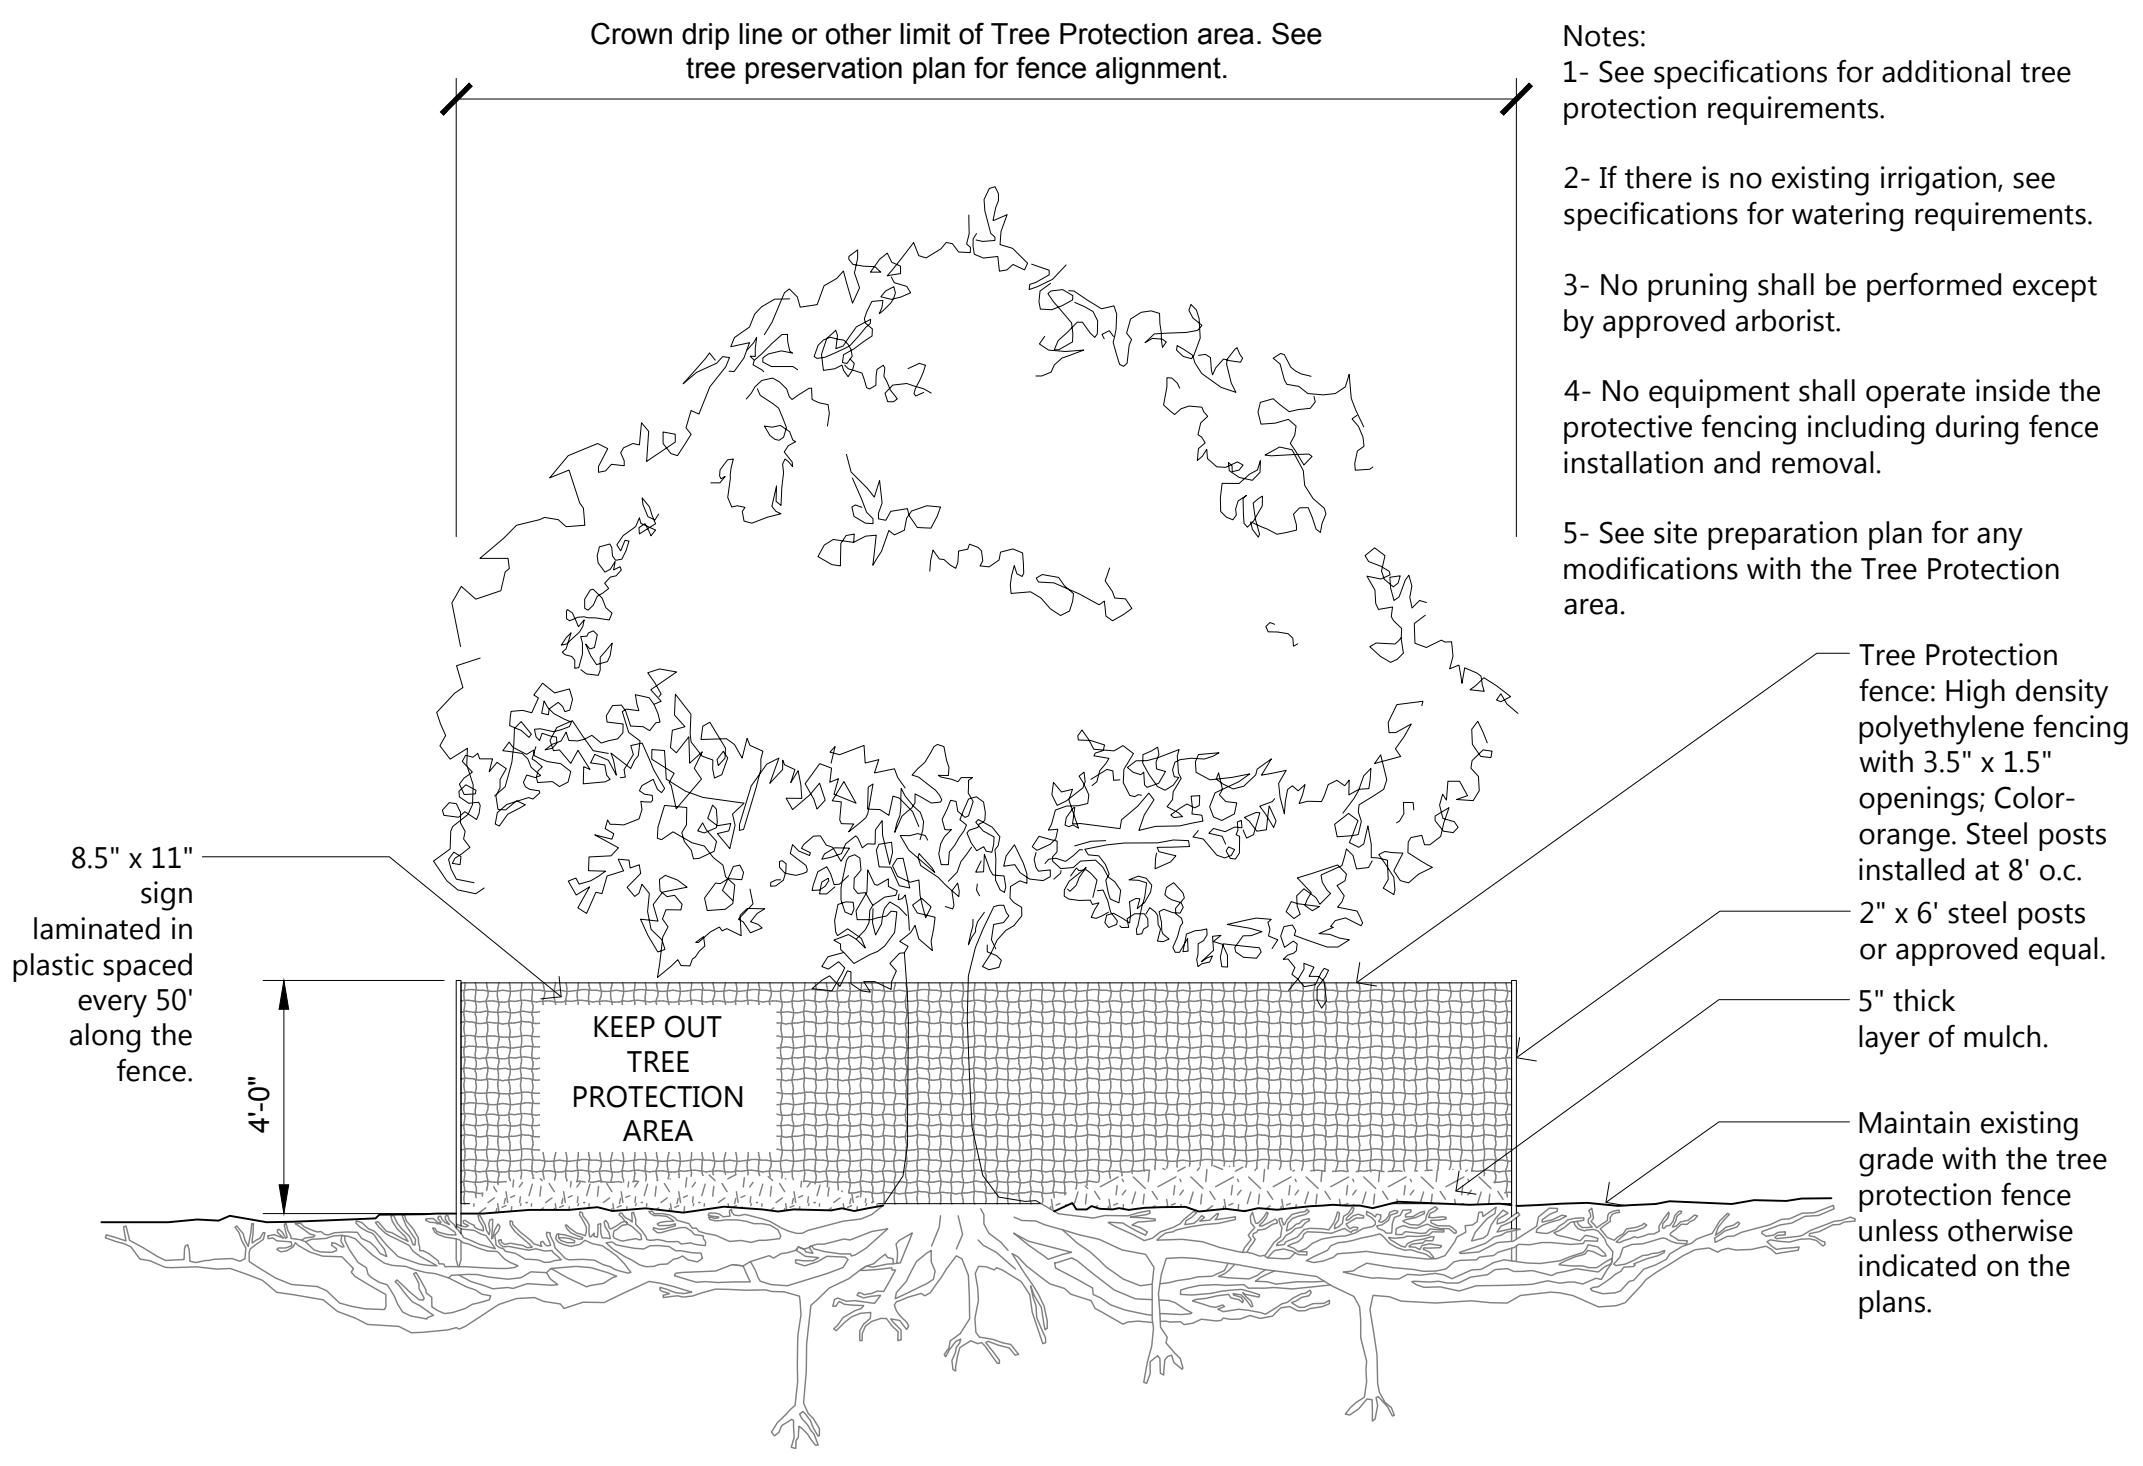 Crown drip line or other limit of Tree Protection area. See
tree preservation plan for fence alignment.
Notes:
1- See specifications for additional tree
protection requirements.
2- If there is no existing irrigation, see
specifications for watering requirements.
3- No pruning shall be performed except
by approved arborist.
4- No equipment shall operate inside the
protective fencing including during fence
installation and removal.
5- See site preparation plan for any
modifications with the Tree Protection
area.
Tree Protection
fence: High density
polyethylene fencing
with 3.5" x 1.5"
openings; Color-
orange. Steel posts
installed at 8' o.c.
2" x 6' steel posts
or approved equal.
5" thick
layer of mulch.
Maintain existing
grade with the tree
protection fence
unless otherwise
indicated on the
plans.
8.5" x 11"
sign
laminated in
plastic spaced
every 50'
along the
fence.
4'-0"
KEEP OUT
TREE
PROTECTION
AREA